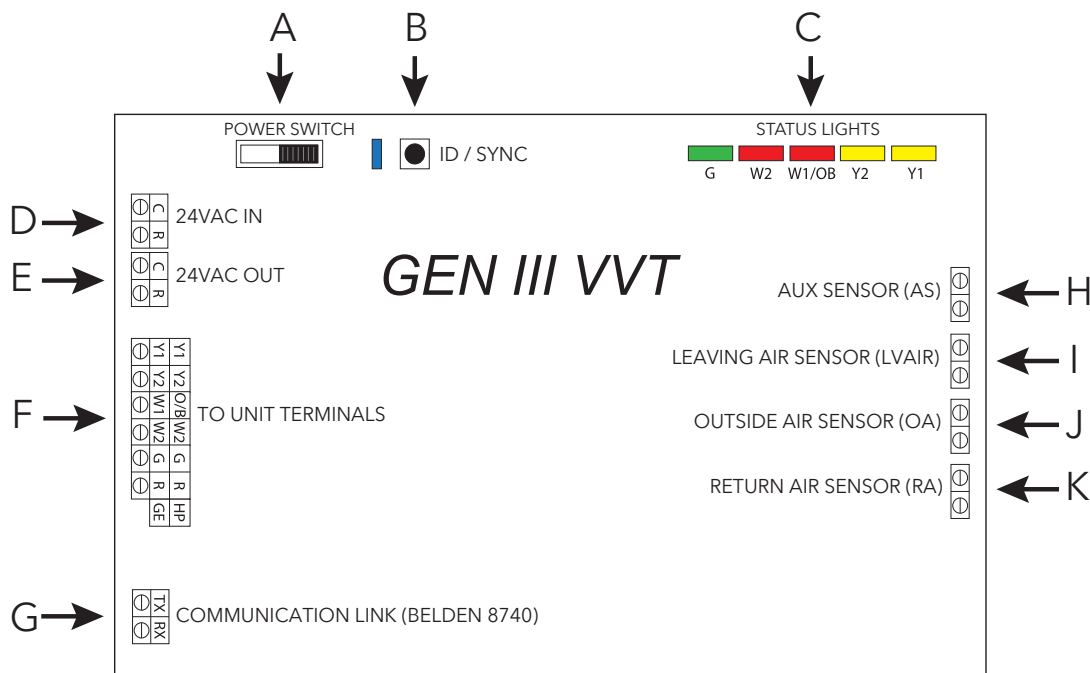 A
B
C
POWER SWITCH
ID / SYNC
STATUS LIGHTS
G W2 W1/OB Y2 Y1
D
C
R
24VAC IN
E
C
R
24VAC OUT
GEN III VVT
AUX SENSOR (AS)
H
LEAVING AIR SENSOR (LVAIR)
I
OUTSIDE AIR SENSOR (OA)
J
RETURN AIR SENSOR (RA)
K
F
Y1 Y1
Y2 Y2
W1 O/B
W2 W2
G G
R R
GE HP
TO UNIT TERMINALS
G
TX
RX
COMMUNICATION LINK (BELDEN 8740)